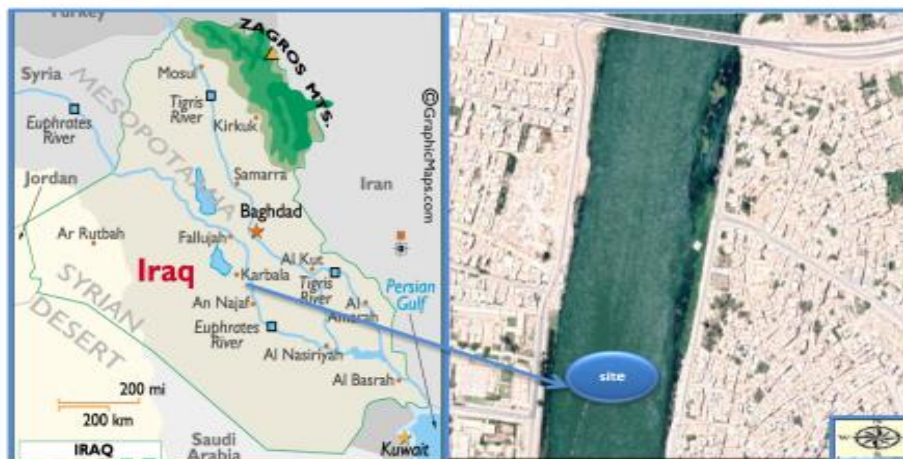 Turkey
ZAGROS MTS.
Syria
Mosul
MESOPOTAMIA
Tigris
River
Kirkuk
Euphrates
River
©GraphicMaps.com
Jordan
Samarra
Iran
Baghdad
Ar Rutbah
Fallujah
Al Kut
Iraq
Karbala
Tigris
River
Persian
Gulf
SYRIAN
DESERT
An Najaf
Al
Amarah
Euphrates
River
Al Nasiriyah
Al Basrah
200 mi
200 km
Saudi
Arabia
Kuwait
IRAQ
site